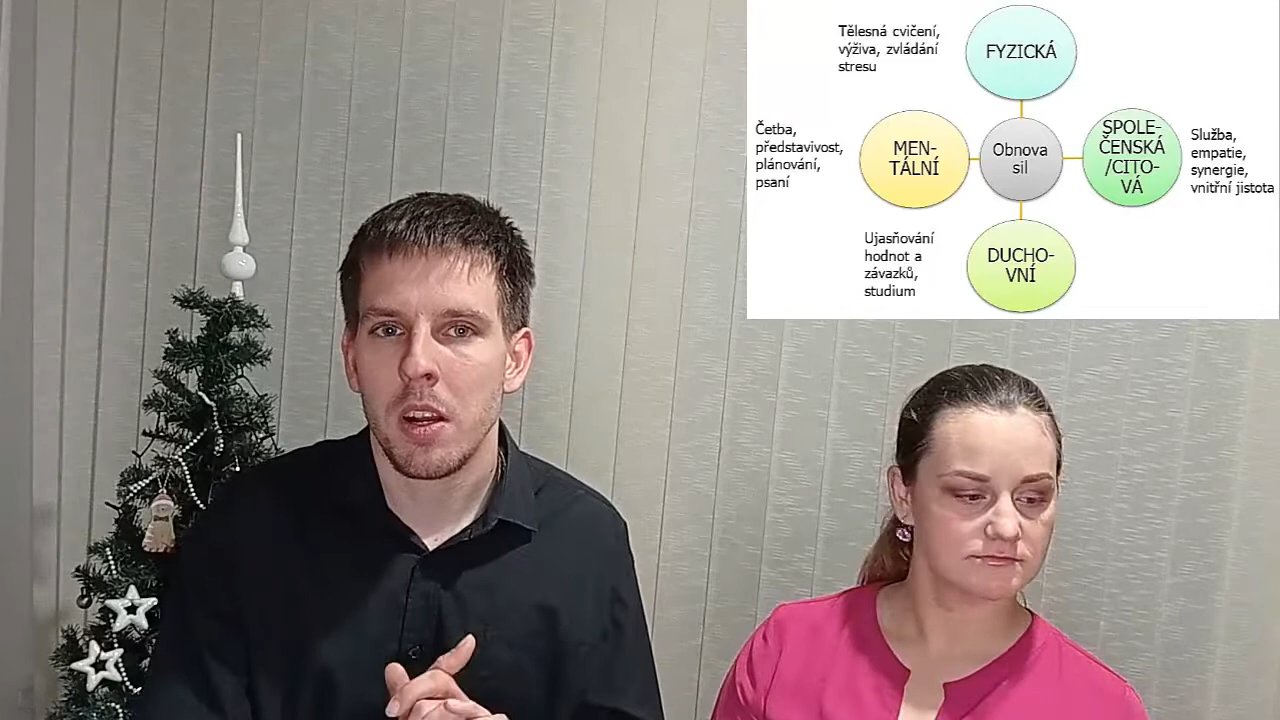 Tělesná cvičení,
výživa, zvládání
stresu
FYZICKÁ
Četba,
představivost,
plánování,
psaní
MEN-
TÁLNÍ
Obnova
sil
SPOLE-
ČENSKÁ
/CITO-
VÁ
Služba,
empatie,
synergie,
vnitřní jistota
Ujasňování
hodnot a
závazků,
studium
DUCHO-
VNÍ